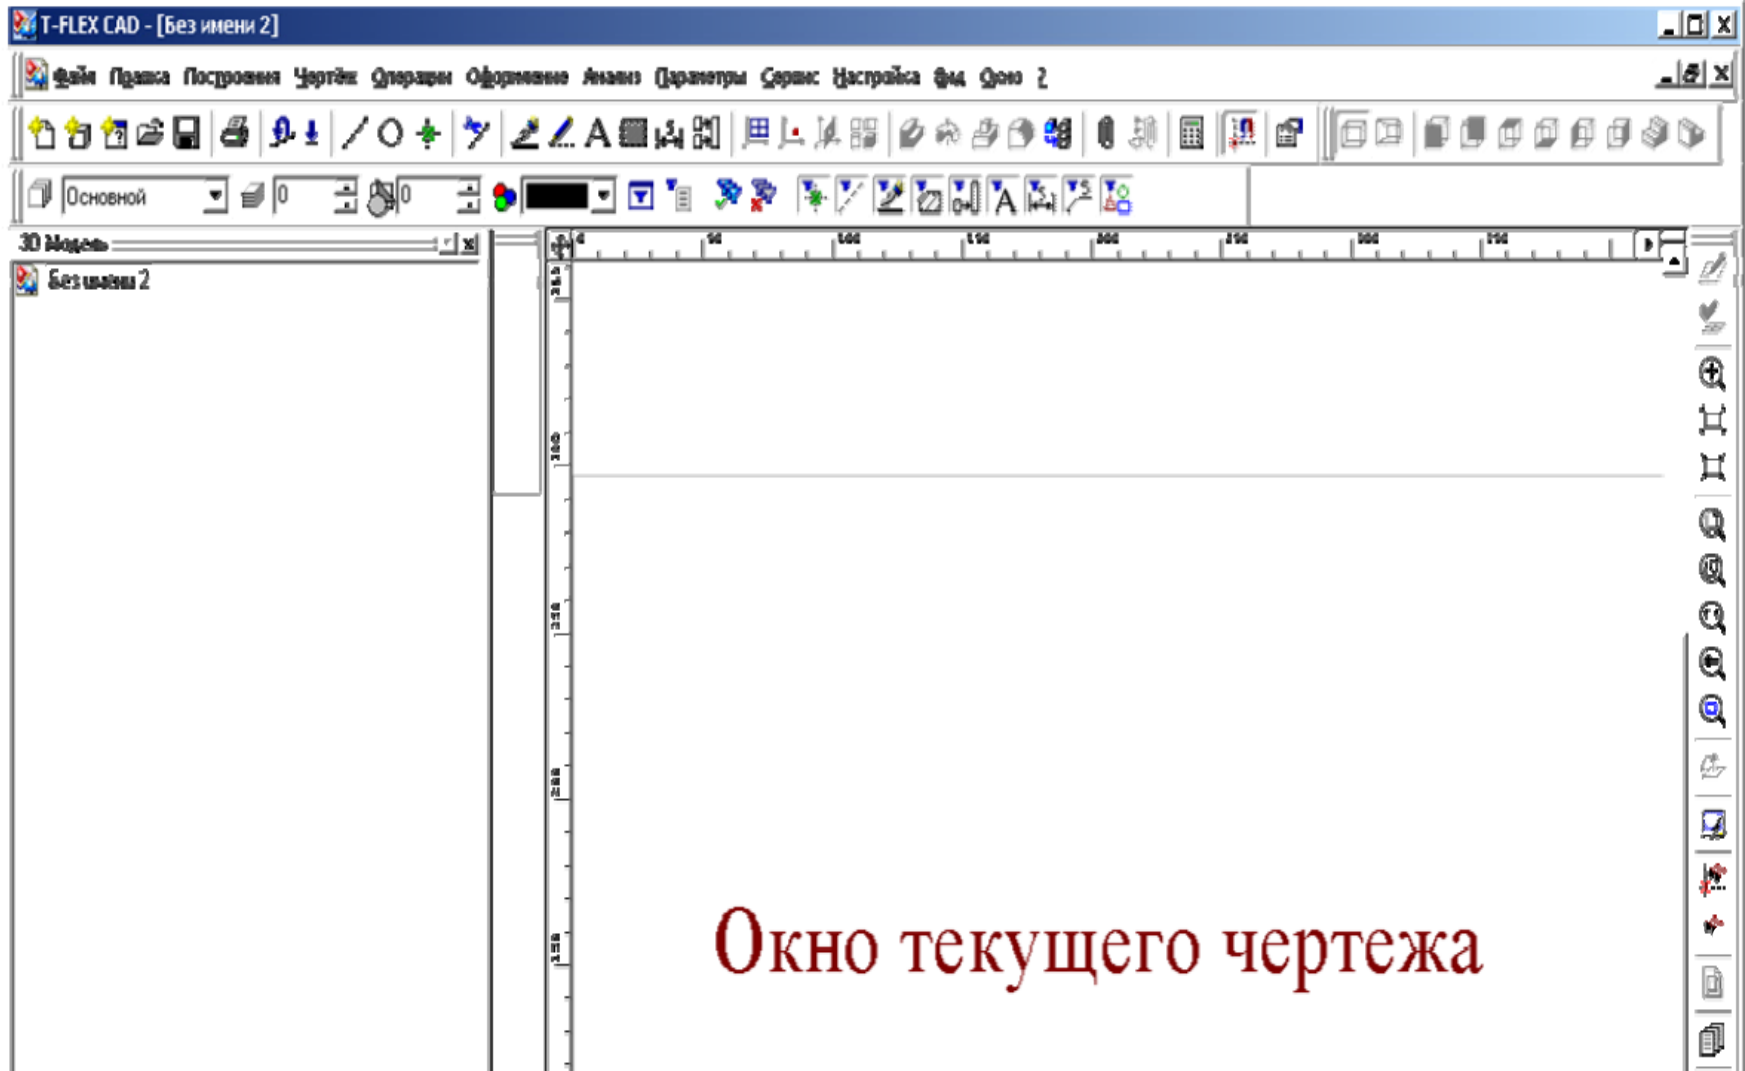 T-FLEX CAD - [Без имени 2]
Файл Правка Построения Чертёж Операции Оформление Анализ Параметры Сервис Настройка Вид Окно ?
Основной 0 0
3D Модель
Без имени 2
Окно текущего чертежа